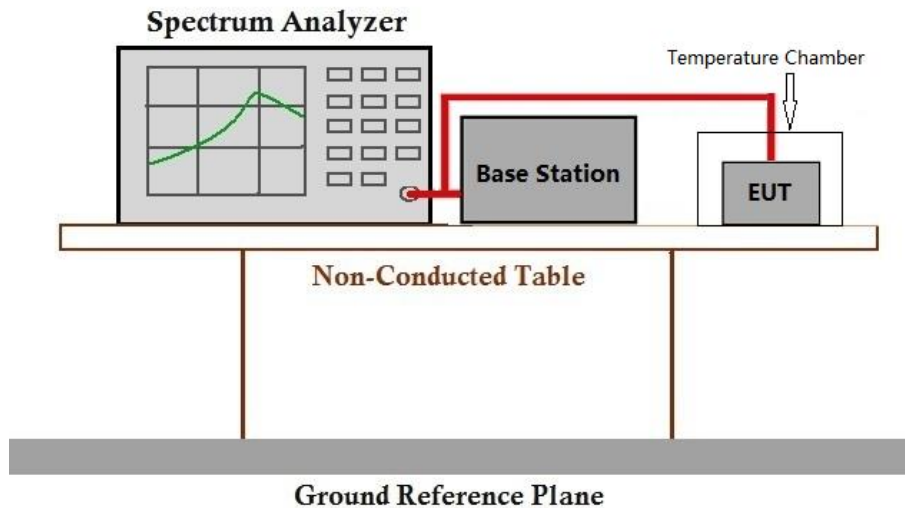 Spectrum Analyzer
Temperature Chamber
Base Station
EUT
Non-Conducted Table
Ground Reference Plane